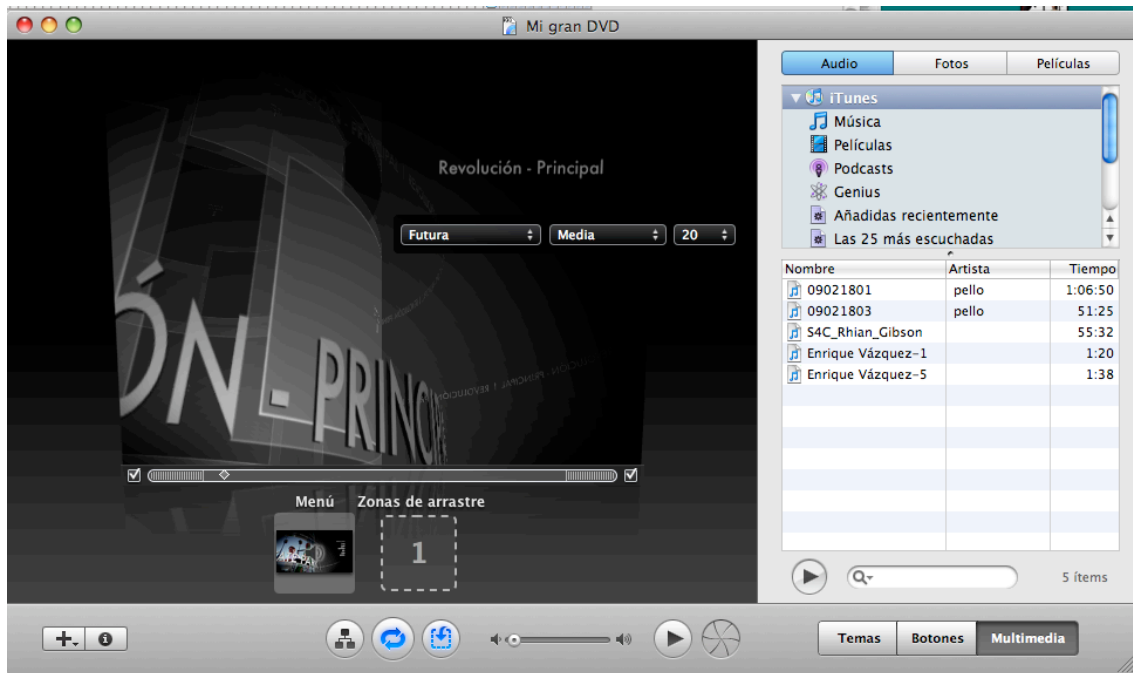 Mi gran DVD
Revolución - Principal
Futura Media 20
ÓN - PRINC
Menú Zonas de arrastre
1
Audio Fotos Películas
iTunes
Música
Películas
Podcasts
Genius
Añadidas recientemente
Las 25 más escuchadas
Nombre Artista Tiempo
09021801 pello 1:06:50
09021803 pello 51:25
S4C_Rhian_Gibson 55:32
Enrique Vázquez-1 1:20
Enrique Vázquez-5 1:38
5 ítems
Temas Botones Multimedia